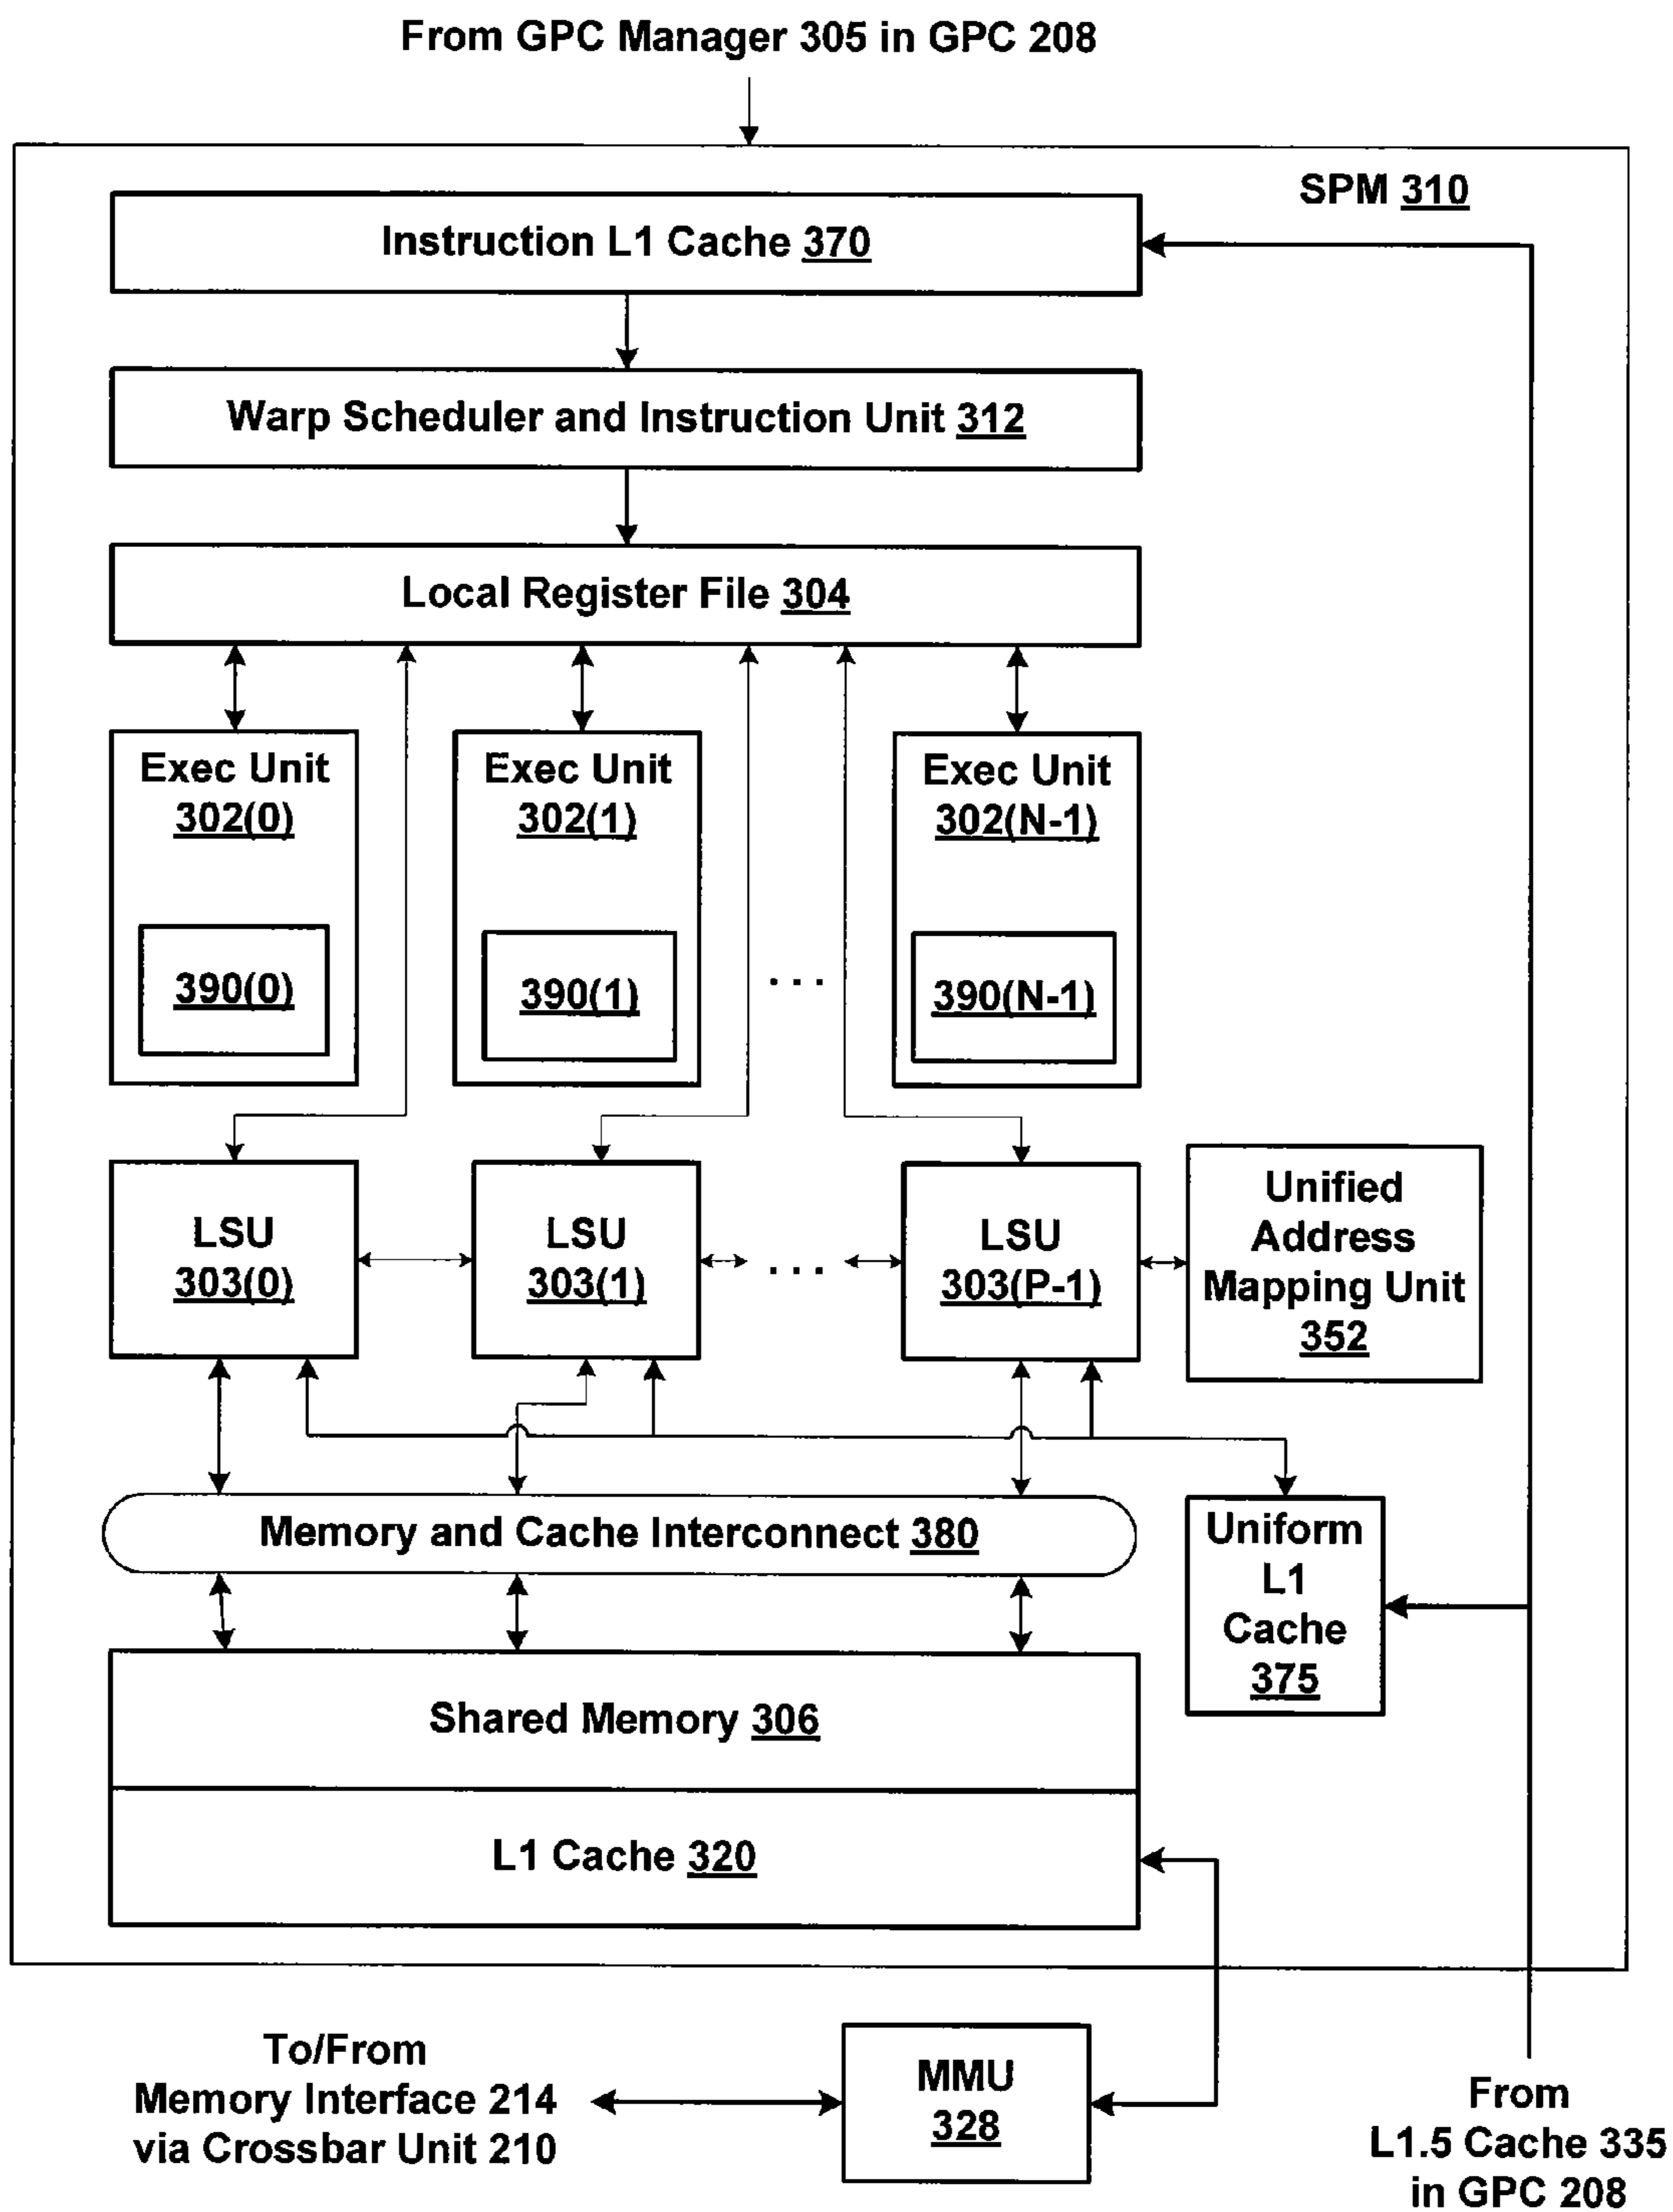 From GPC Manager 305 in GPC 208
SPM 310
Instruction L1 Cache 370
Warp Scheduler and Instruction Unit 312
Local Register File 304
Exec Unit
302(0)
Exec Unit
302(1)
Exec Unit
302(N-1)
390(0)
390(1)
...
390(N-1)
LSU
303(0)
LSU
303(1)
...
LSU
303(P-1)
Unified
Address
Mapping Unit
352
Memory and Cache Interconnect 380
Uniform
L1
Cache
375
Shared Memory 306
L1 Cache 320
To/From
Memory Interface 214
via Crossbar Unit 210
MMU
328
From
L1.5 Cache 335
in GPC 208